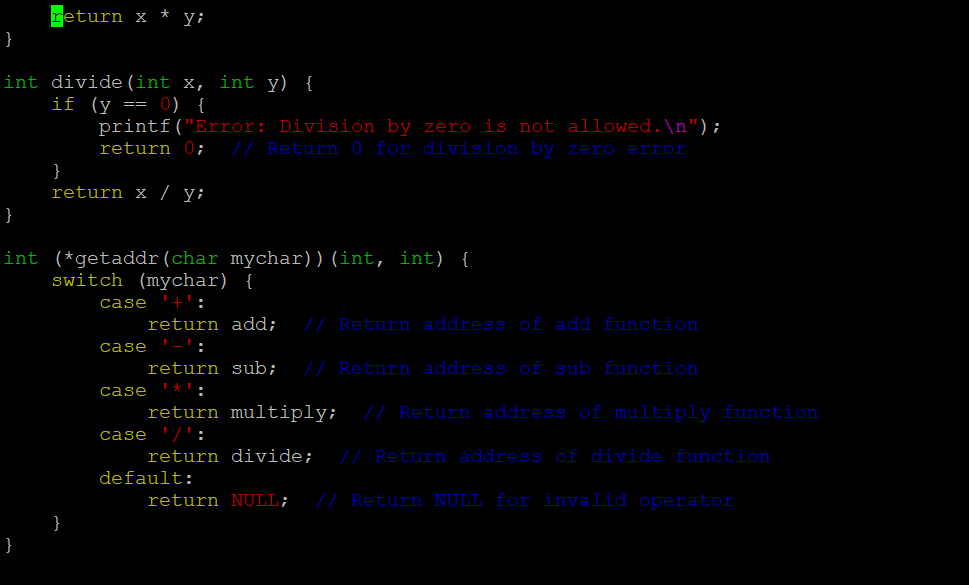 return x * y;
}

int divide(int x, int y) {
    if (y == 0) {
        printf("Error: Division by zero is not allowed.\n");
        return 0;  // Return 0 for division by zero error
    }
    return x / y;
}

int (*getaddr(char mychar))(int, int) {
    switch (mychar) {
        case '+':
            return add;  // Return address of add function
        case '-':
            return sub;  // Return address of sub function
        case '*':
            return multiply;  // Return address of multiply function
        case '/':
            return divide;  // Return address of divide function
        default:
            return NULL;  // Return NULL for invalid operator
    }
}